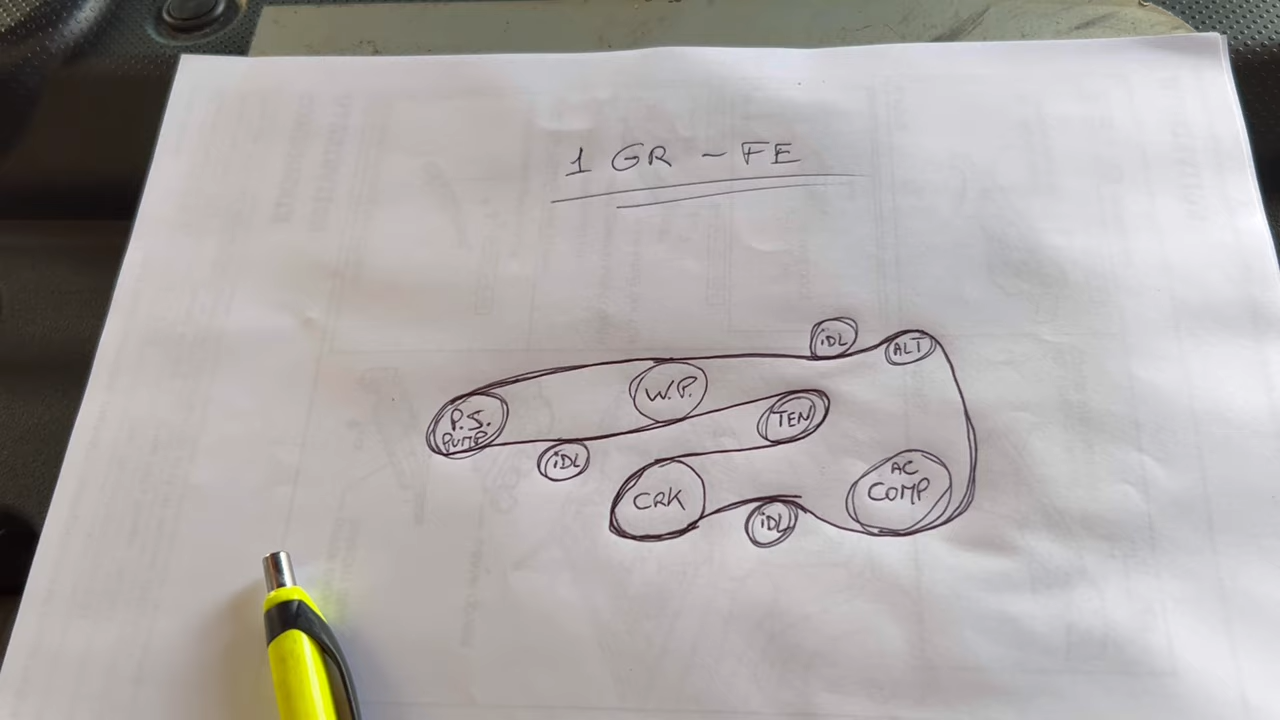 1 GR - FE
iDL
ALT
W.P.
P.S.
PUMP
TEN
iDL
AC
COMP
CRK
iDL